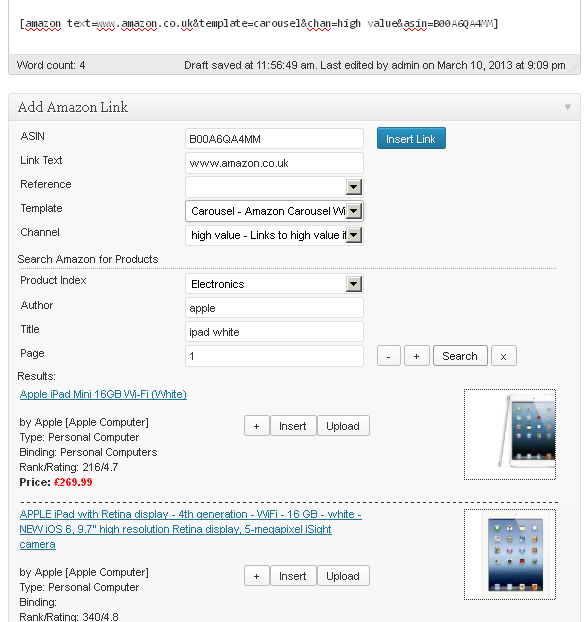 [amazon text=www.amazon.co.uk&template=carousel&chan=high value&asin=B00A6QA4MM]
Word count: 4
Draft saved at 11:56:49 am. Last edited by admin on March 10, 2013 at 9:09 pm
Add Amazon Link
ASIN
B00A6QA4MM
Insert Link
Link Text
www.amazon.co.uk
Reference
Template
Carousel - Amazon Carousel Wi
Channel
high value - Links to high value i
Search Amazon for Products
Product Index
Electronics
Author
apple
Title
ipad white
Page
1
- + Search x
Results:
Apple iPad Mini 16GB Wi-Fi (White)
by Apple [Apple Computer]
+ Insert Upload
Type: Personal Computer
Binding: Personal Computers
Rank/Rating: 216/4.7
Price: £269.99
APPLE iPad with Retina display - 4th generation - WiFi - 16 GB - white -
NEW iOS 6, 9.7" high resolution Retina display, 5-megapixel iSight
camera
by Apple [Apple Computer]
+ Insert Upload
Type: Personal Computer
Binding:
Rank/Rating: 340/4.8